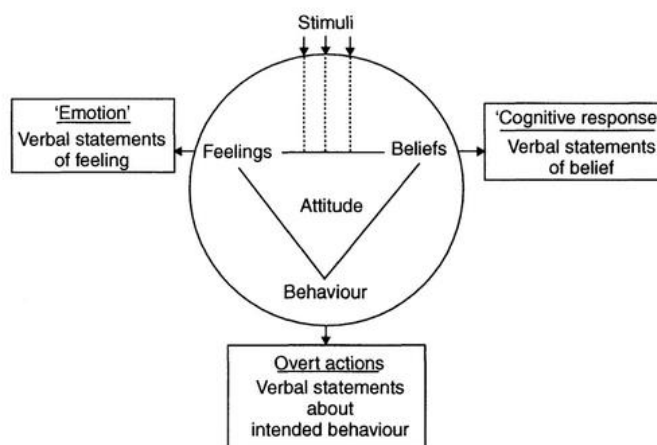 Stimuli
'Emotion'
Verbal statements
of feeling
Feelings
Beliefs
'Cognitive response
Verbal statements
of belief
Attitude
Behaviour
Overt actions
Verbal statements
about
intended behaviour